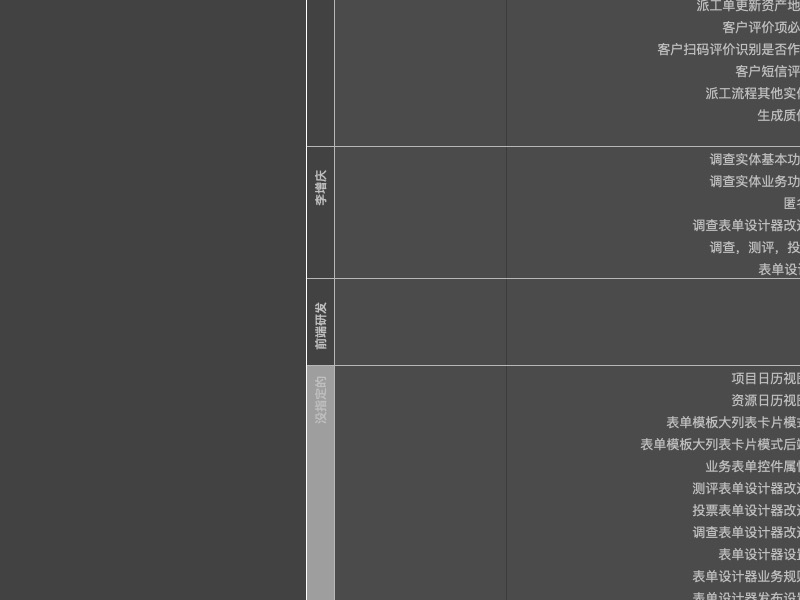 派工单更新资产地
客户评价项必
客户扫码评价识别是否作
客户短信评
派工流程其他实
生成质
李增庆
调查实体基本功
调查实体业务功
匿
调查表单设计器改
调查，测评，投
表单设
前端研发
没指定的
项目日历视
资源日历视
表单模板大列表卡片模
表单模板大列表卡片模式后
业务表单控件属
测评表单设计器改
投票表单设计器改
调查表单设计器改
表单设计器设
表单设计器业务规
表单设计器发布设